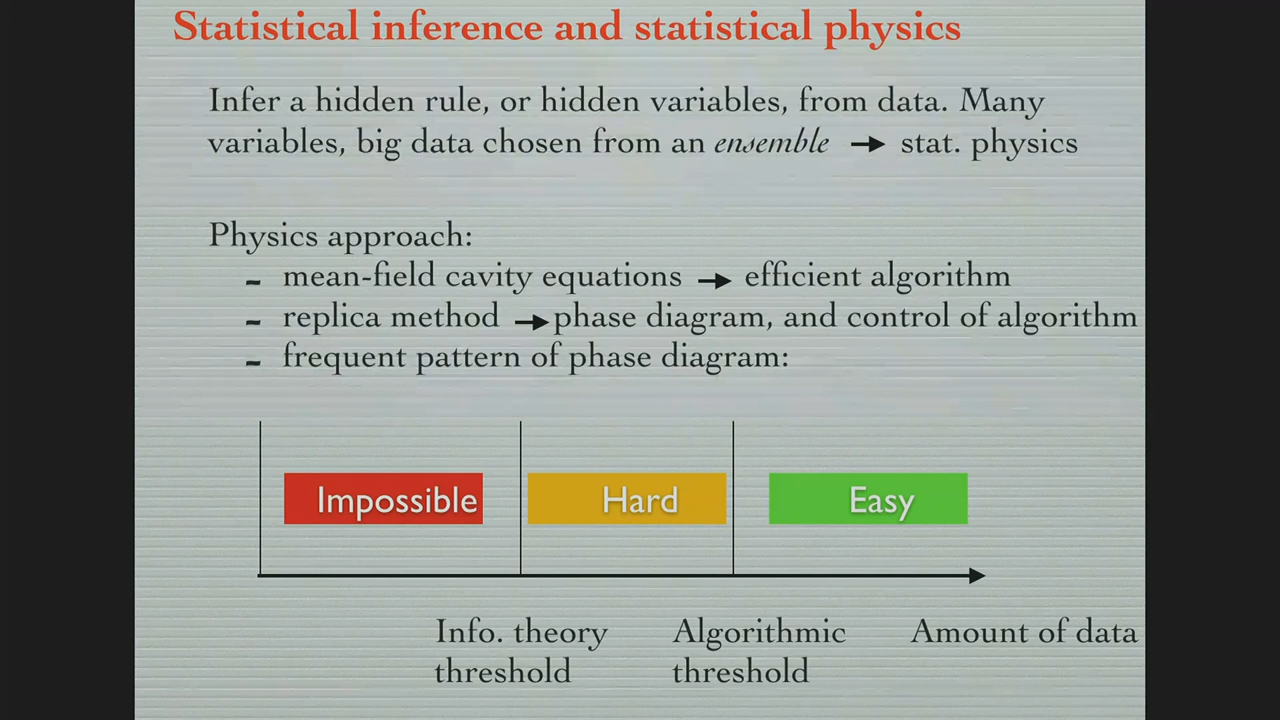 Statistical inference and statistical physics
Infer a hidden rule, or hidden variables, from data. Many
variables, big data chosen from an ensemble → stat. physics
Physics approach:
- mean-field cavity equations → efficient algorithm
- replica method → phase diagram, and control of algorithm
- frequent pattern of phase diagram:
Impossible Hard Easy
Info. theory threshold
Algorithmic threshold
Amount of data